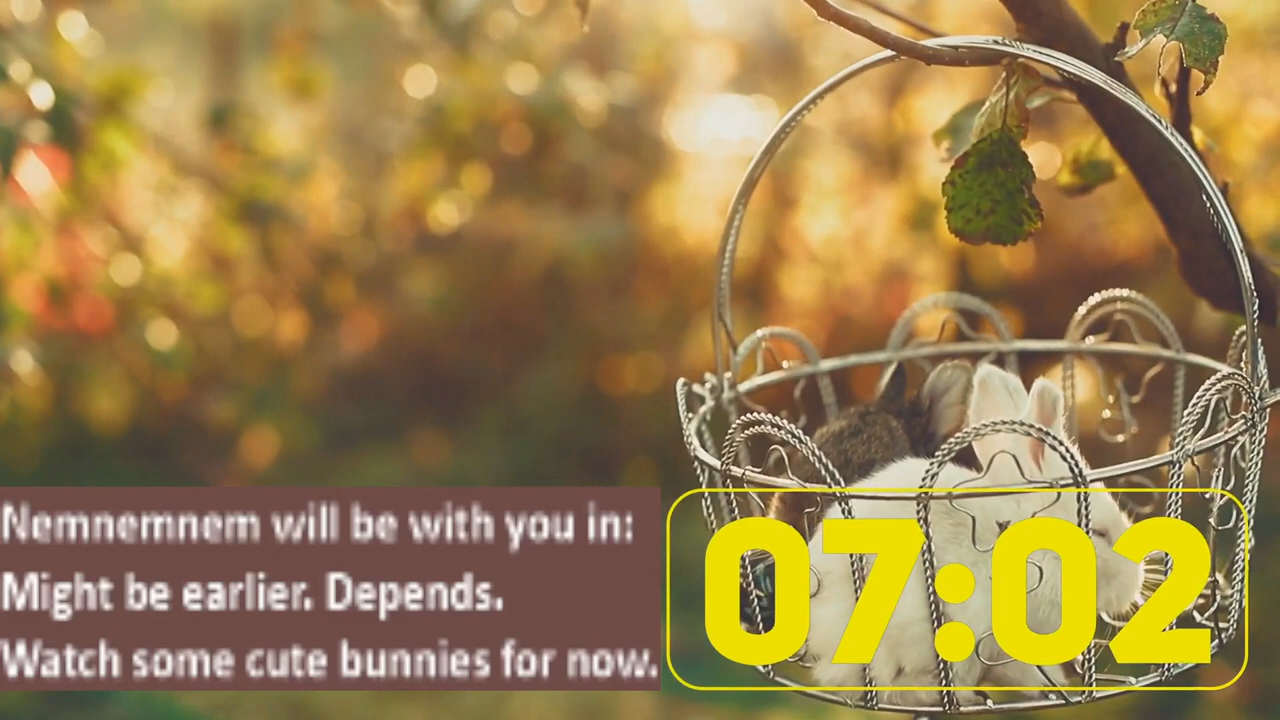 Nemnemnem will be with you in:
Might be earlier. Depends.
Watch some cute bunnies for now.
07:02